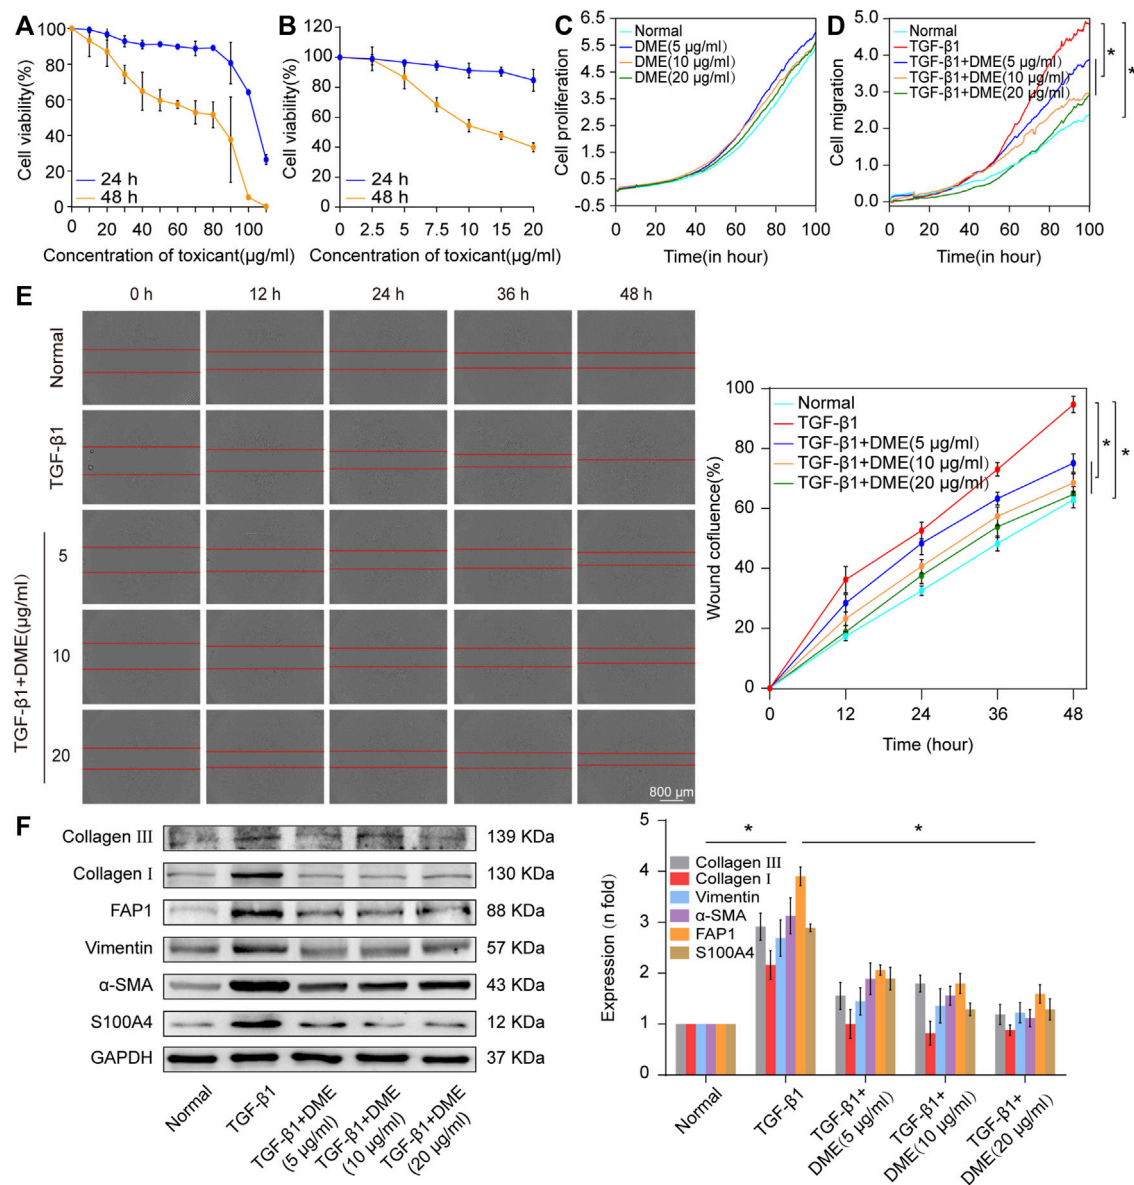 A
Cell viability(%)
100
80
60
40
20
0
24 h
48 h
0 20 40 60 80 100
Concentration of toxicant(μg/ml)
B
Cell viability(%)
120
100
80
60
40
20
0
24 h
48 h
0 2.5 5 7.5 10 15 20
Concentration of toxicant(μg/ml)
C
Cell proliferation
6.5
5.5
4.5
3.5
2.5
1.5
0.5
-0.5
Normal
DME(5 μg/ml)
DME(10 μg/ml)
DME(20 μg/ml)
0 20 40 60 80 100
Time(in hour)
D
Cell migration
5.0
4.0
3.0
2.0
1.0
0.0
Normal
TGF-β1
TGF-β1+DME(5 μg/ml)
TGF-β1+DME(10 μg/ml)
TGF-β1+DME(20 μg/ml)
*
*
0 20 40 60 80 100
Time(in hour)
E
0 h 12 h 24 h 36 h 48 h
Normal
TGF-β1
TGF-β1+DME(μg/ml)
5
10
20
800 μm
Wound cofluence(%)
100
80
60
40
20
0
Normal
TGF-β1
TGF-β1+DME(5 μg/ml)
TGF-β1+DME(10 μg/ml)
TGF-β1+DME(20 μg/ml)
*
*
0 12 24 36 48
Time (hour)
F
Collagen III 139 KDa
Collagen I 130 KDa
FAP1 88 KDa
Vimentin 57 KDa
α-SMA 43 KDa
S100A4 12 KDa
GAPDH 37 KDa
Normal
TGF-β1
TGF-β1+DME
(5 μg/ml)
TGF-β1+DME
(10 μg/ml)
TGF-β1+DME
(20 μg/ml)
Expression (n fold)
5
4
3
2
1
0
*
*
Collagen III
Collagen I
Vimentin
α-SMA
FAP1
S100A4
Normal
TGF-β1
TGF-β1+
DME(5 μg/ml)
TGF-β1+
DME(10 μg/ml)
TGF-β1+
DME(20 μg/ml)